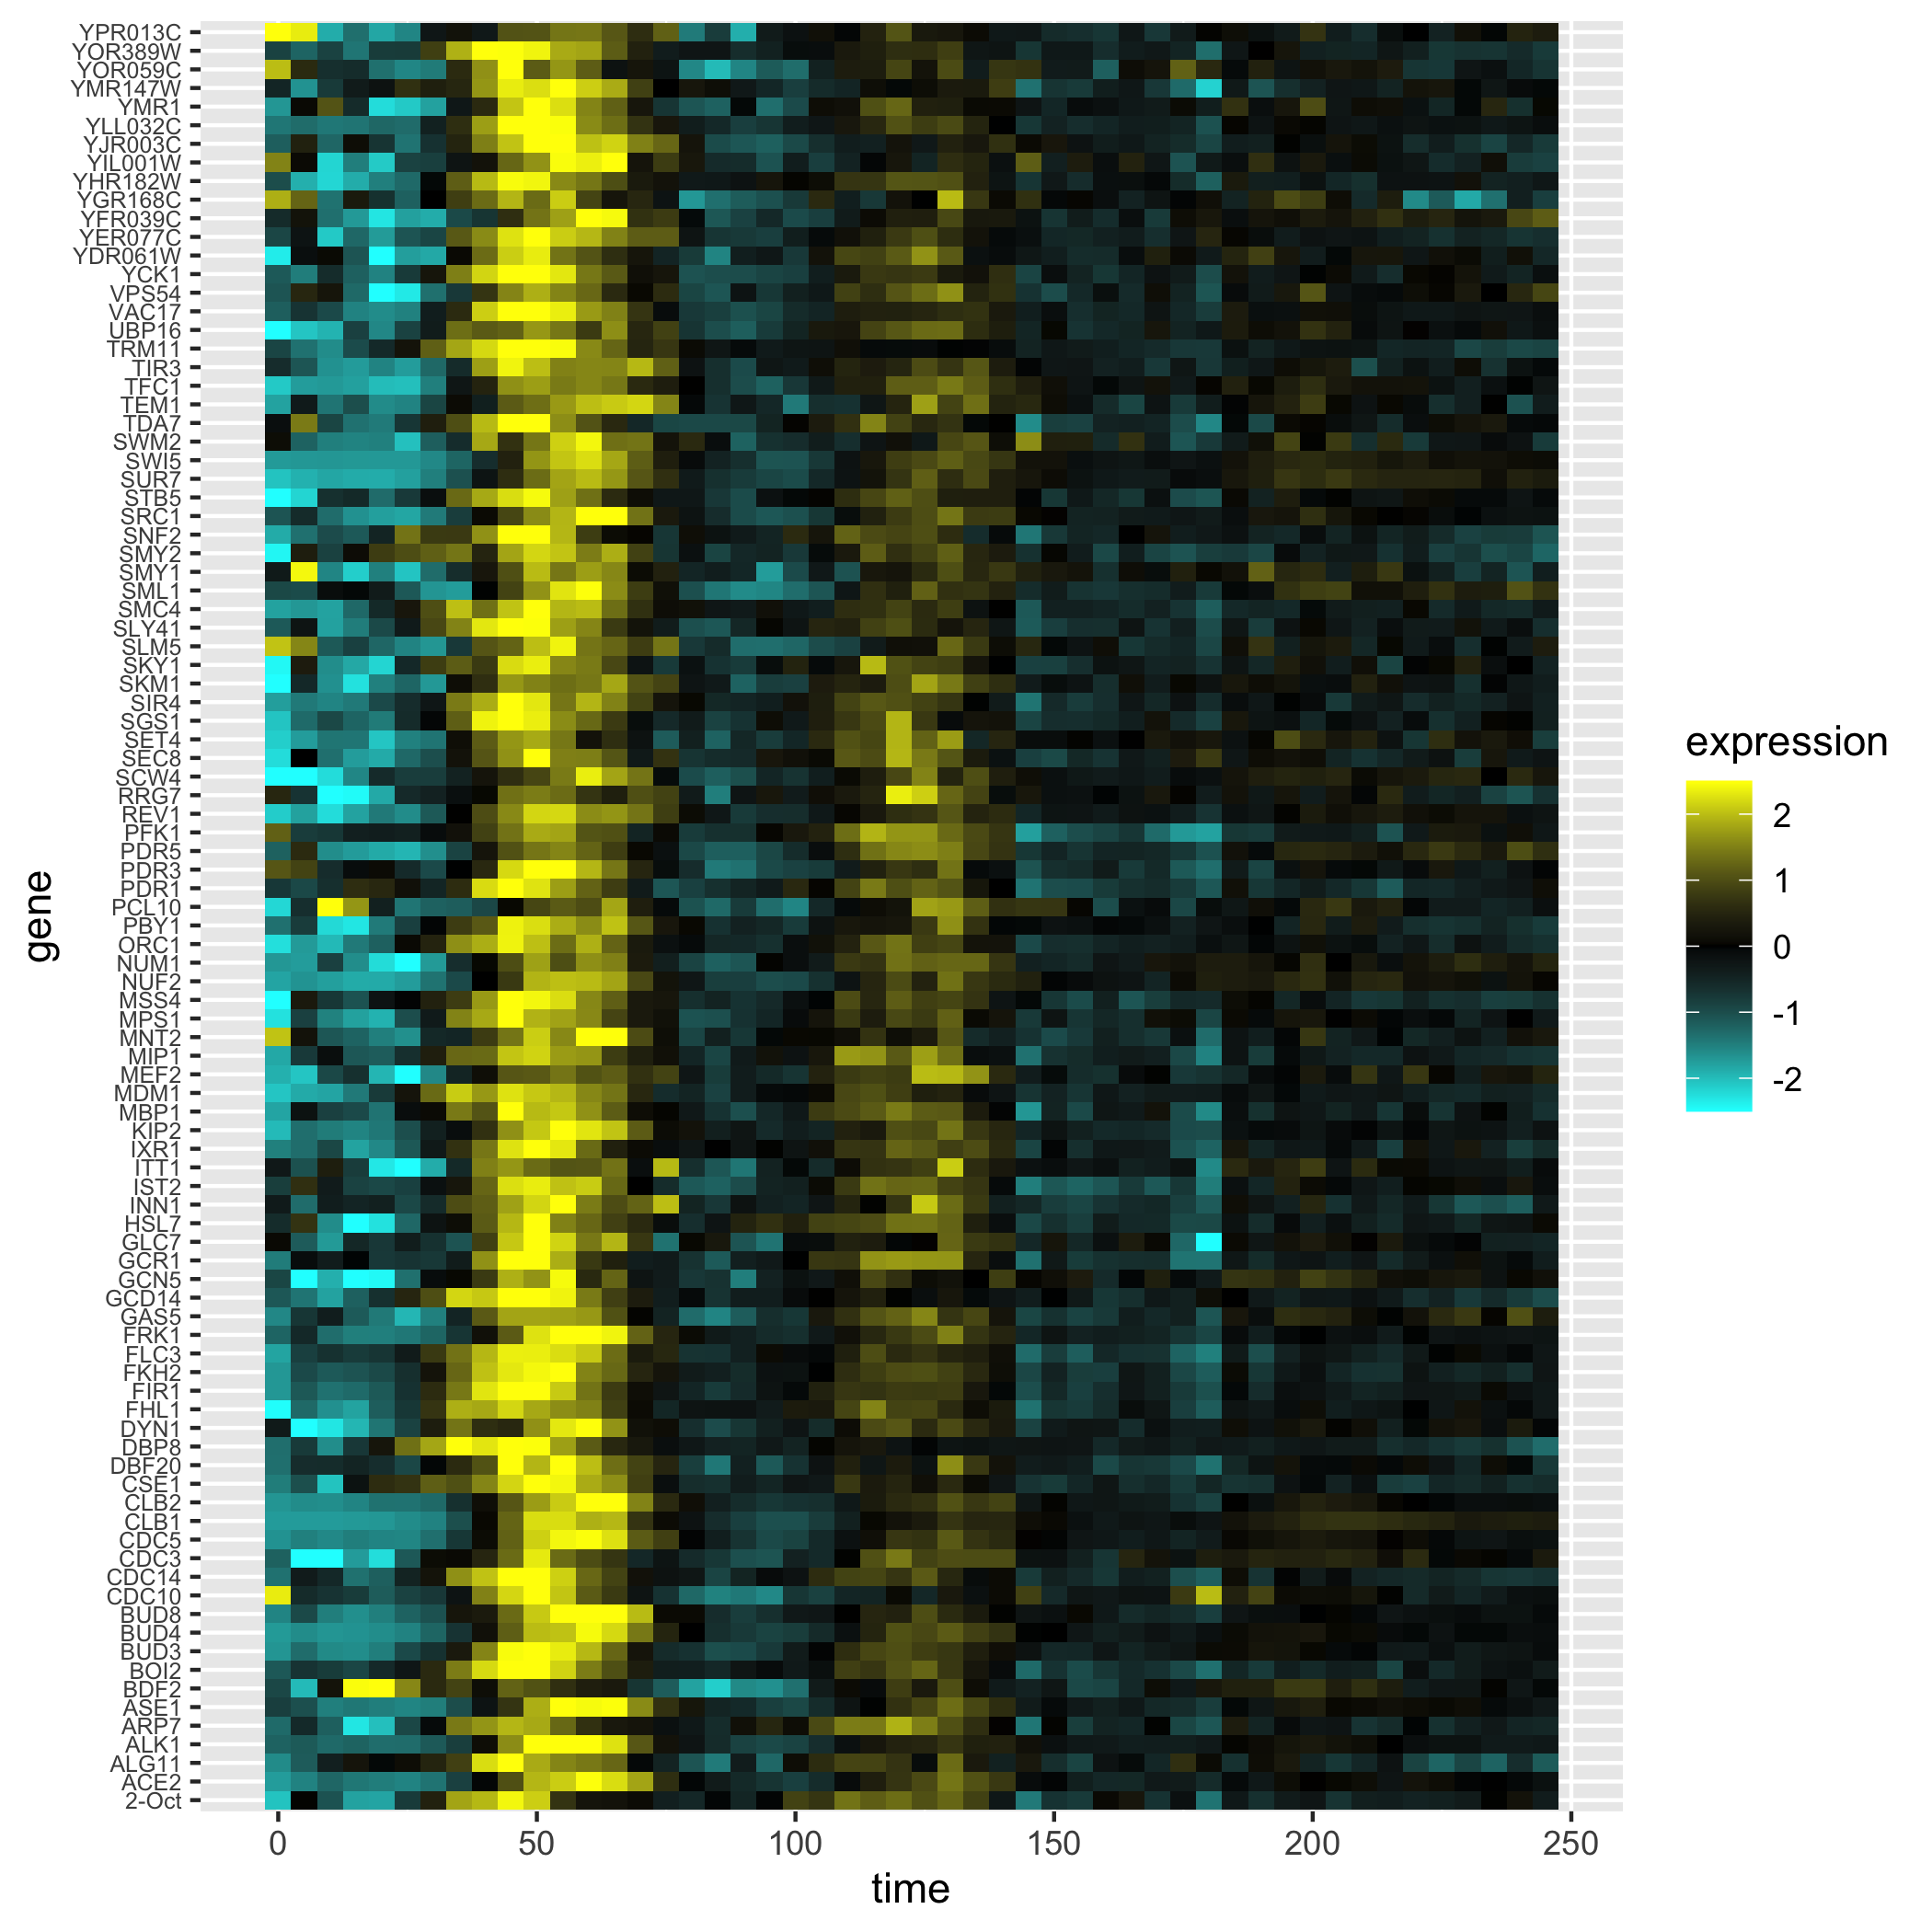 YPR013C
YOR389W
YOR059C
YMR147W
YMR1
YLL032C
YJR003C
YIL001W
YHR182W
YGR168C
YFR039C
YER077C
YDR061W
YCK1
VPS54
VAC17
UBP16
TRM11
TIR3
TFC1
TEM1
TDA7
SWM2
SWI5
SUR7
STB5
SRC1
SNF2
SMY2
SMY1
SML1
SMC4
SLY41
SLM5
SKY1
SKM1
SIR4
SGS1
SET4
SEC8
SCW4
RRG7
REV1
PFK1
PDR5
PDR3
PDR1
PCL10
PBY1
ORC1
NUM1
NUF2
MSS4
MPS1
MNT2
MIP1
MEF2
MDM1
MBP1
KIP2
IXR1
ITT1
IST2
INN1
HSL7
GLC7
GCR1
GCN5
GCD14
GAS5
FRK1
FLC3
FKH2
FIR1
FHL1
DYN1
DBP8
DBF20
CSE1
CLB2
CLB1
CDC5
CDC3
CDC14
CDC10
BUD8
BUD4
BUD3
BOI2
BDF2
ASE1
ARP7
ALK1
ALG11
ACE2
2-Oct
gene
0 50 100 150 200 250
time
expression
2
1
0
-1
-2